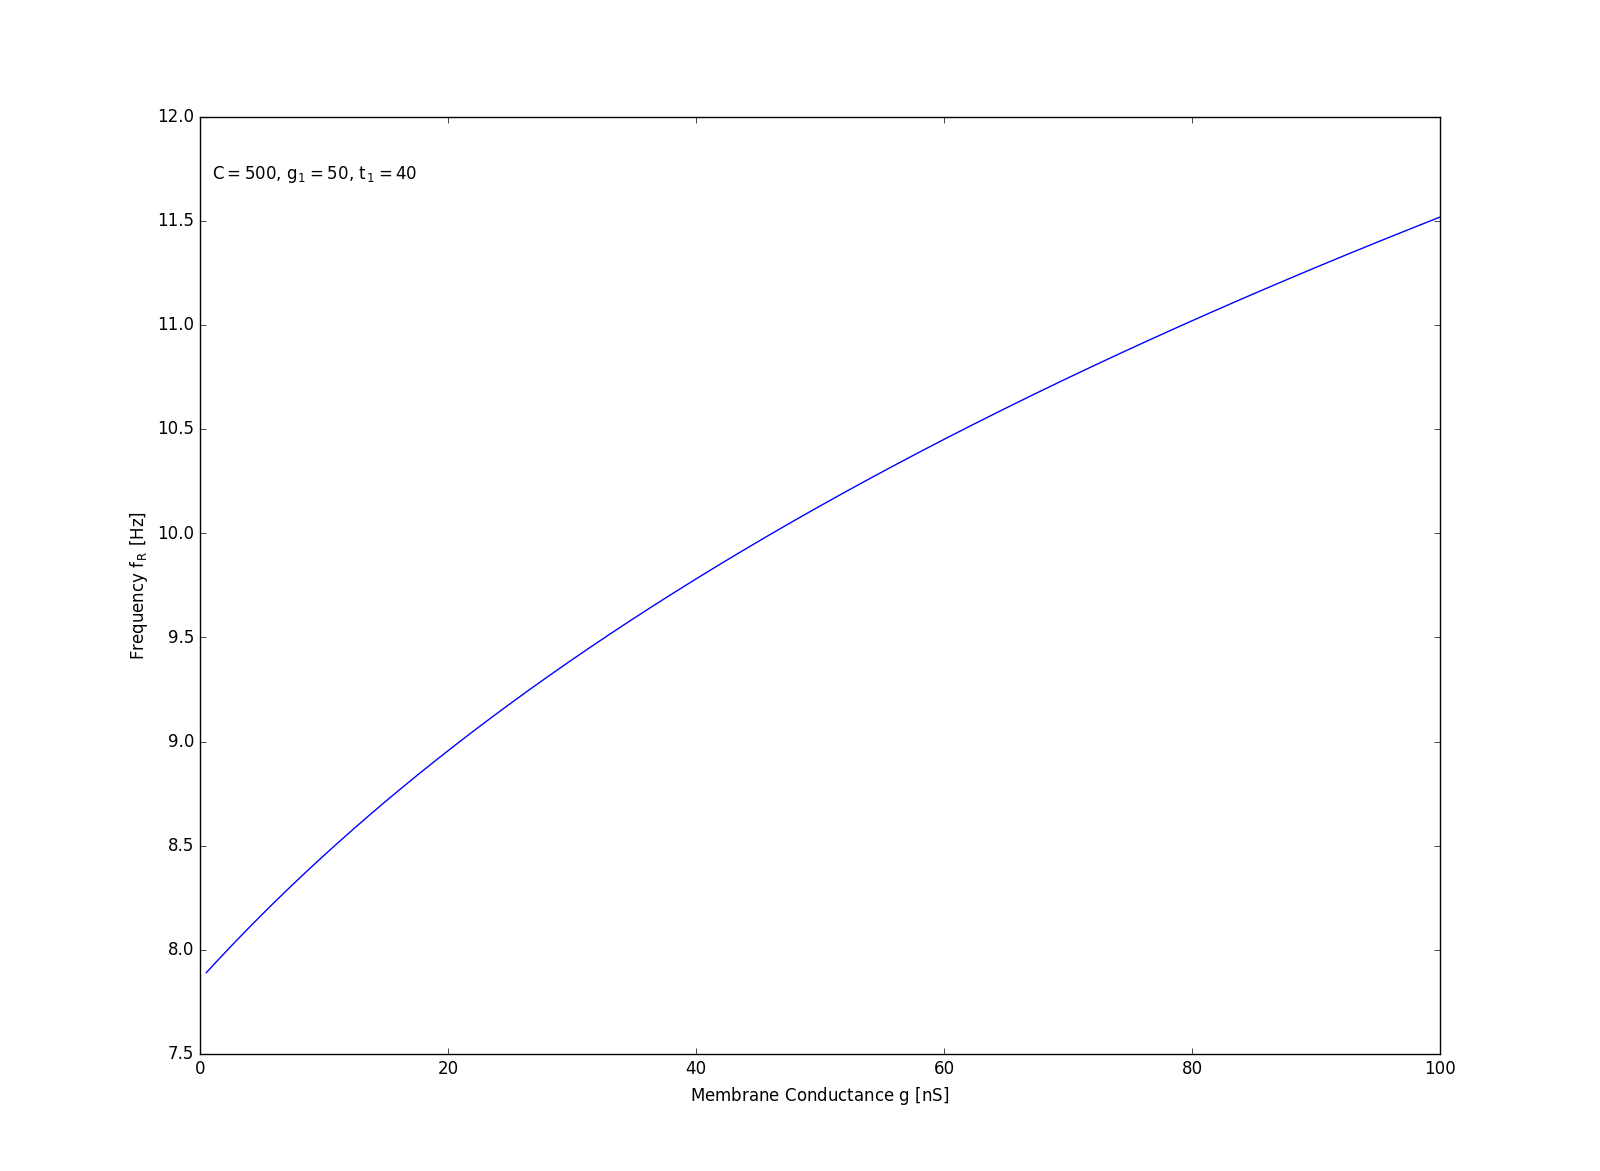 12.0
C = 500, g₁ = 50, t₁ = 40
11.5
11.0
10.5
10.0
9.5
9.0
8.5
8.0
7.5
Frequency f_R [Hz]
0 20 40 60 80 100
Membrane Conductance g [nS]